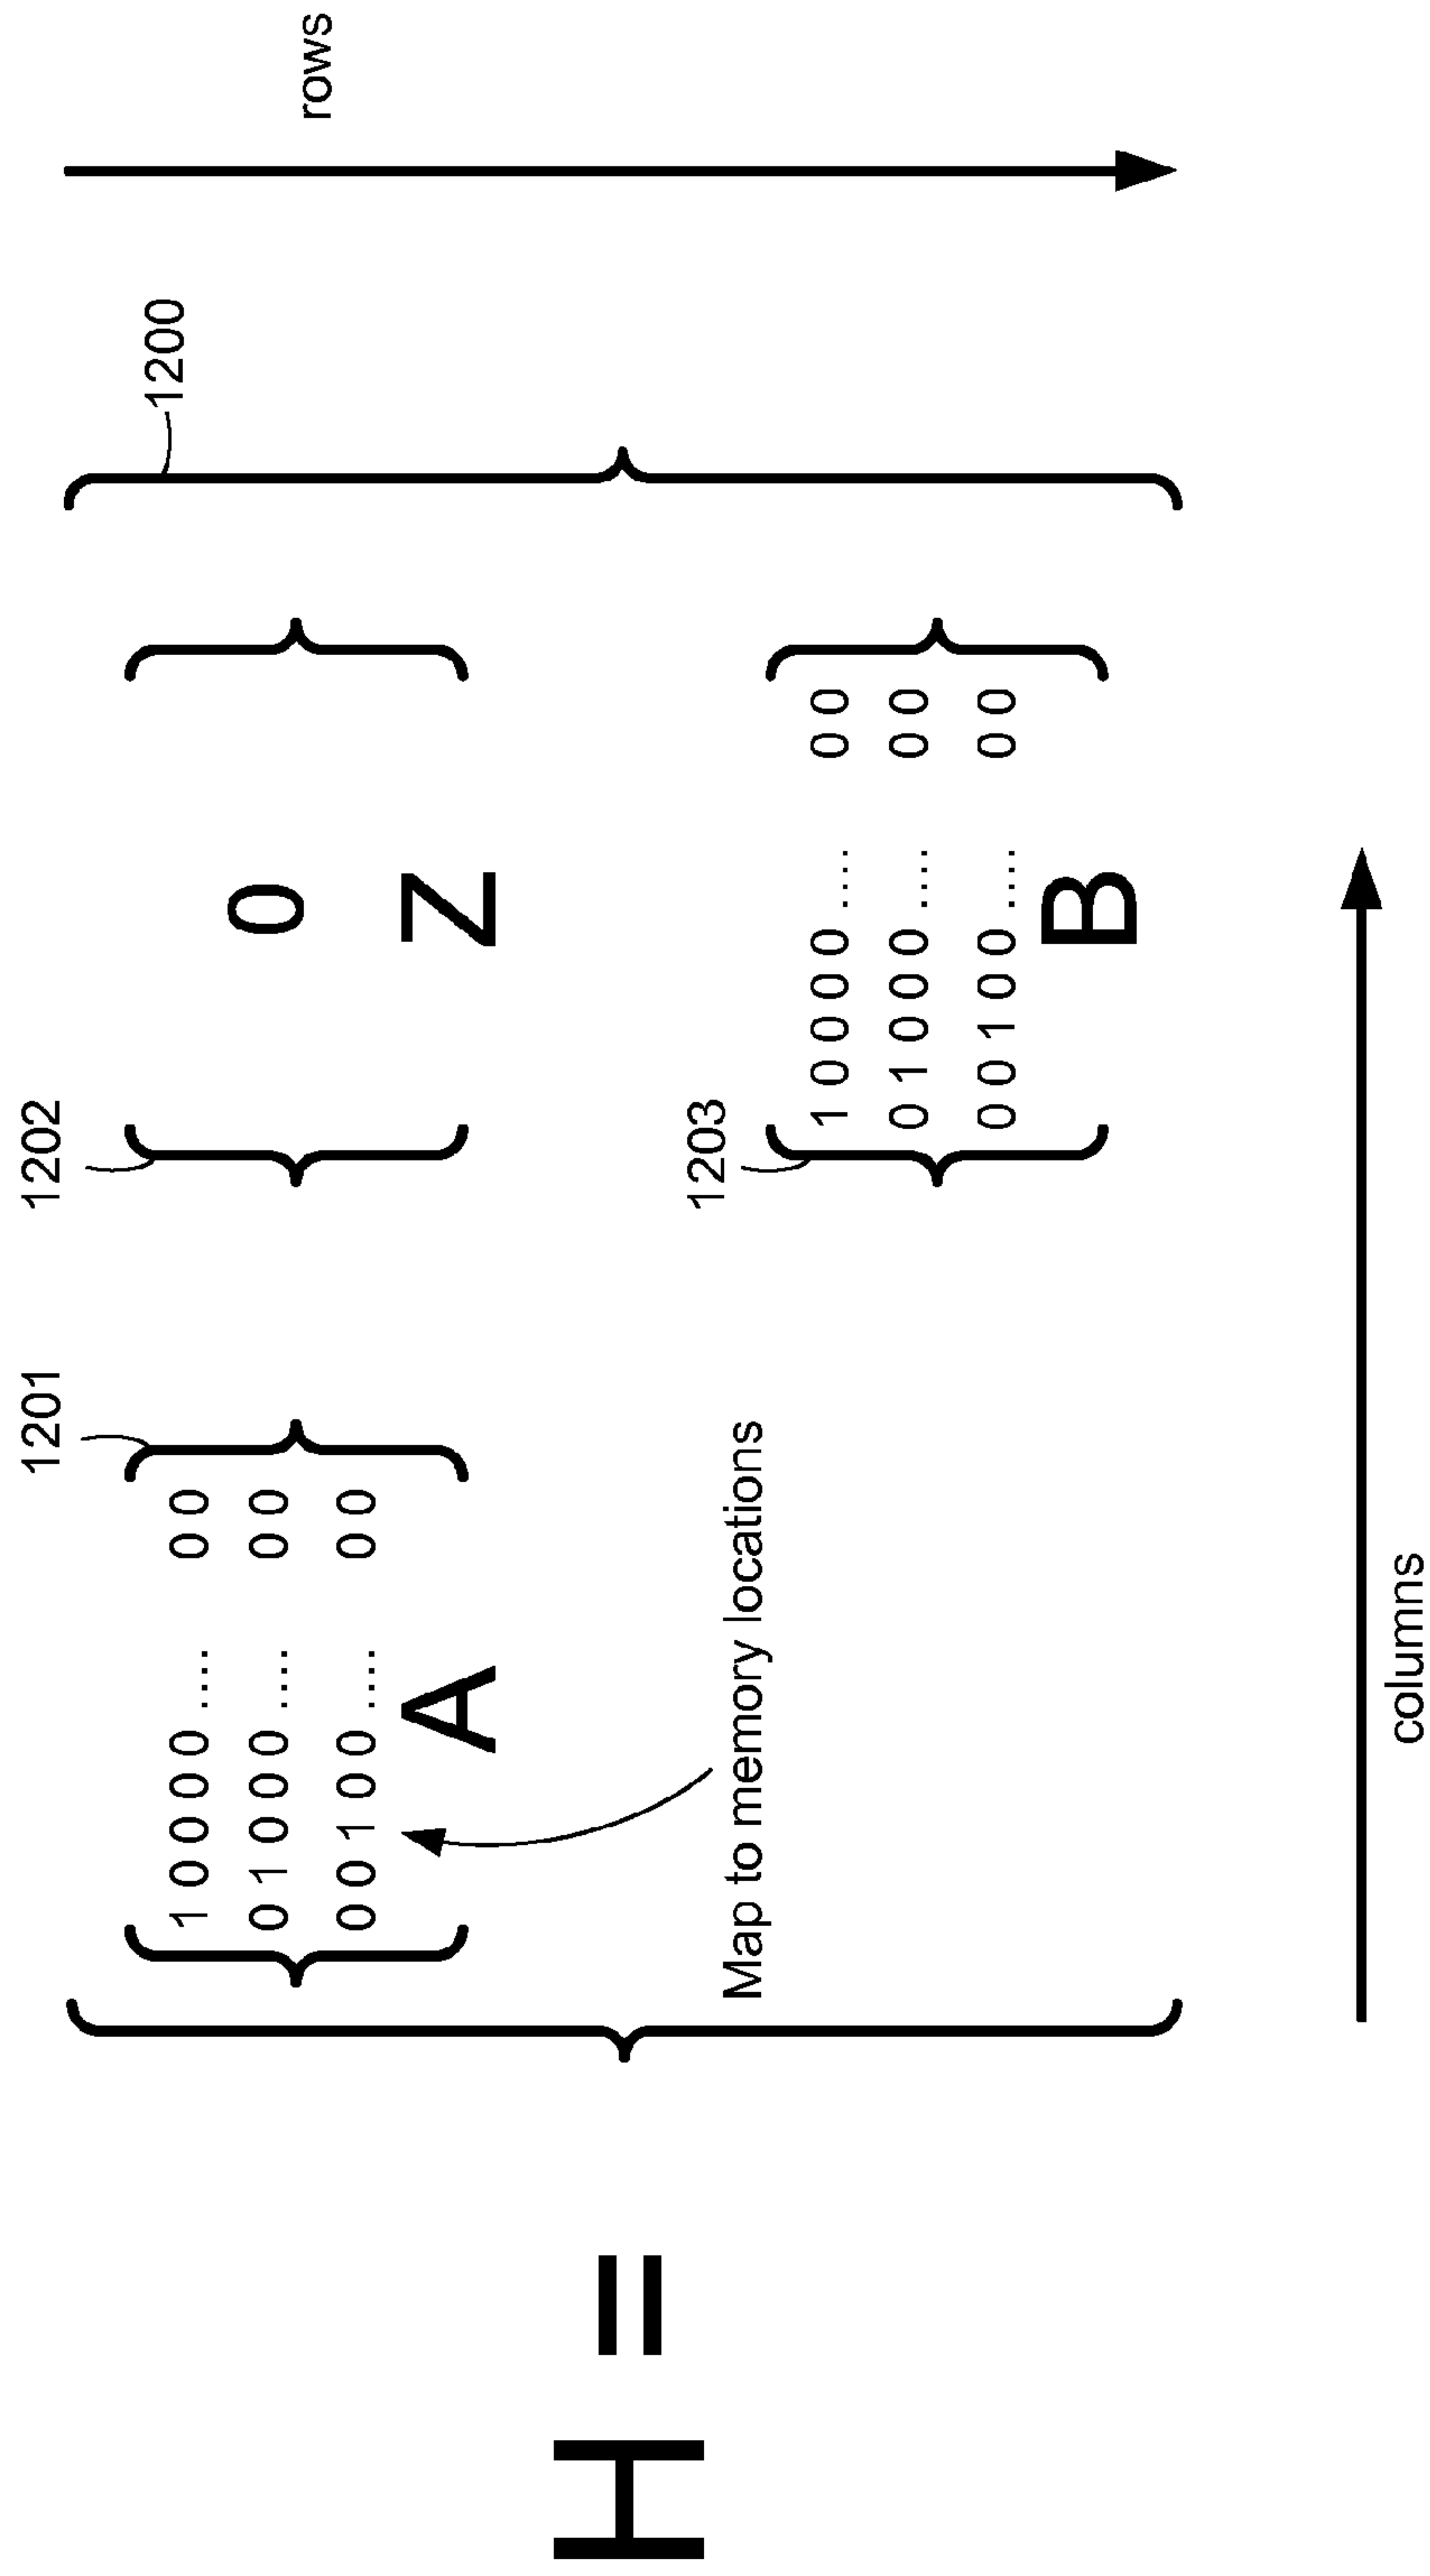 1201
1202
1200
rows
1 0 0 0 0 .... 0 0
0 1 0 0 0 .... 0 0
0 0 1 0 0 .... 0 0
A
0
Z
H =
Map to memory locations
1203
1 0 0 0 0 .... 0 0
0 1 0 0 0 .... 0 0
0 0 1 0 0 .... 0 0
B
columns